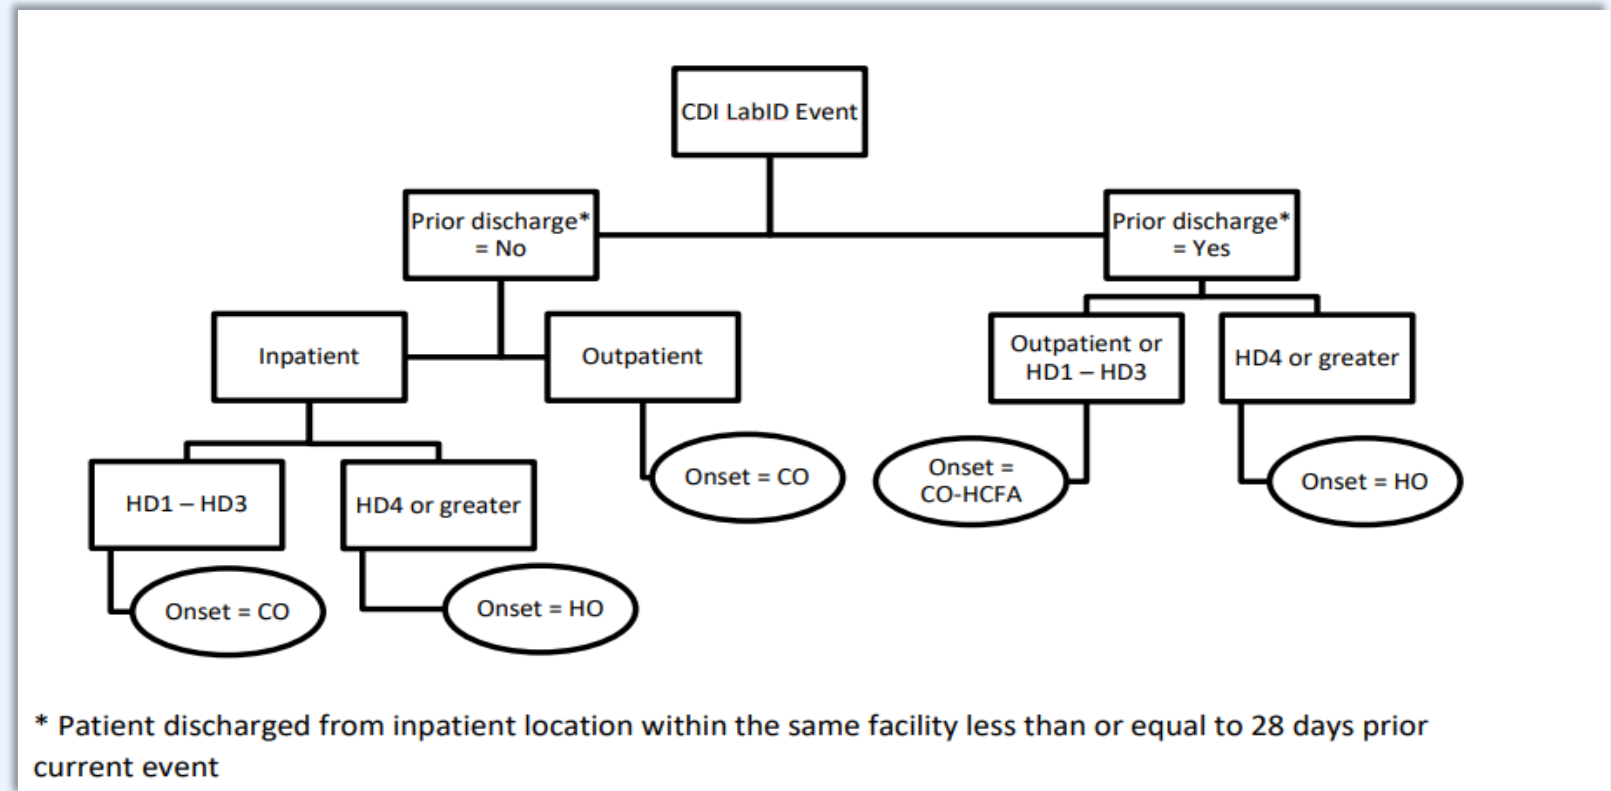 CDI LabID Event
Prior discharge*
= No
Prior discharge*
= Yes
Inpatient
Outpatient
Outpatient or
HD1 – HD3
HD4 or greater
HD1 – HD3
HD4 or greater
Onset = CO
Onset =
CO-HCFA
Onset = HO
Onset = CO
Onset = HO
* Patient discharged from inpatient location within the same facility less than or equal to 28 days prior
current event